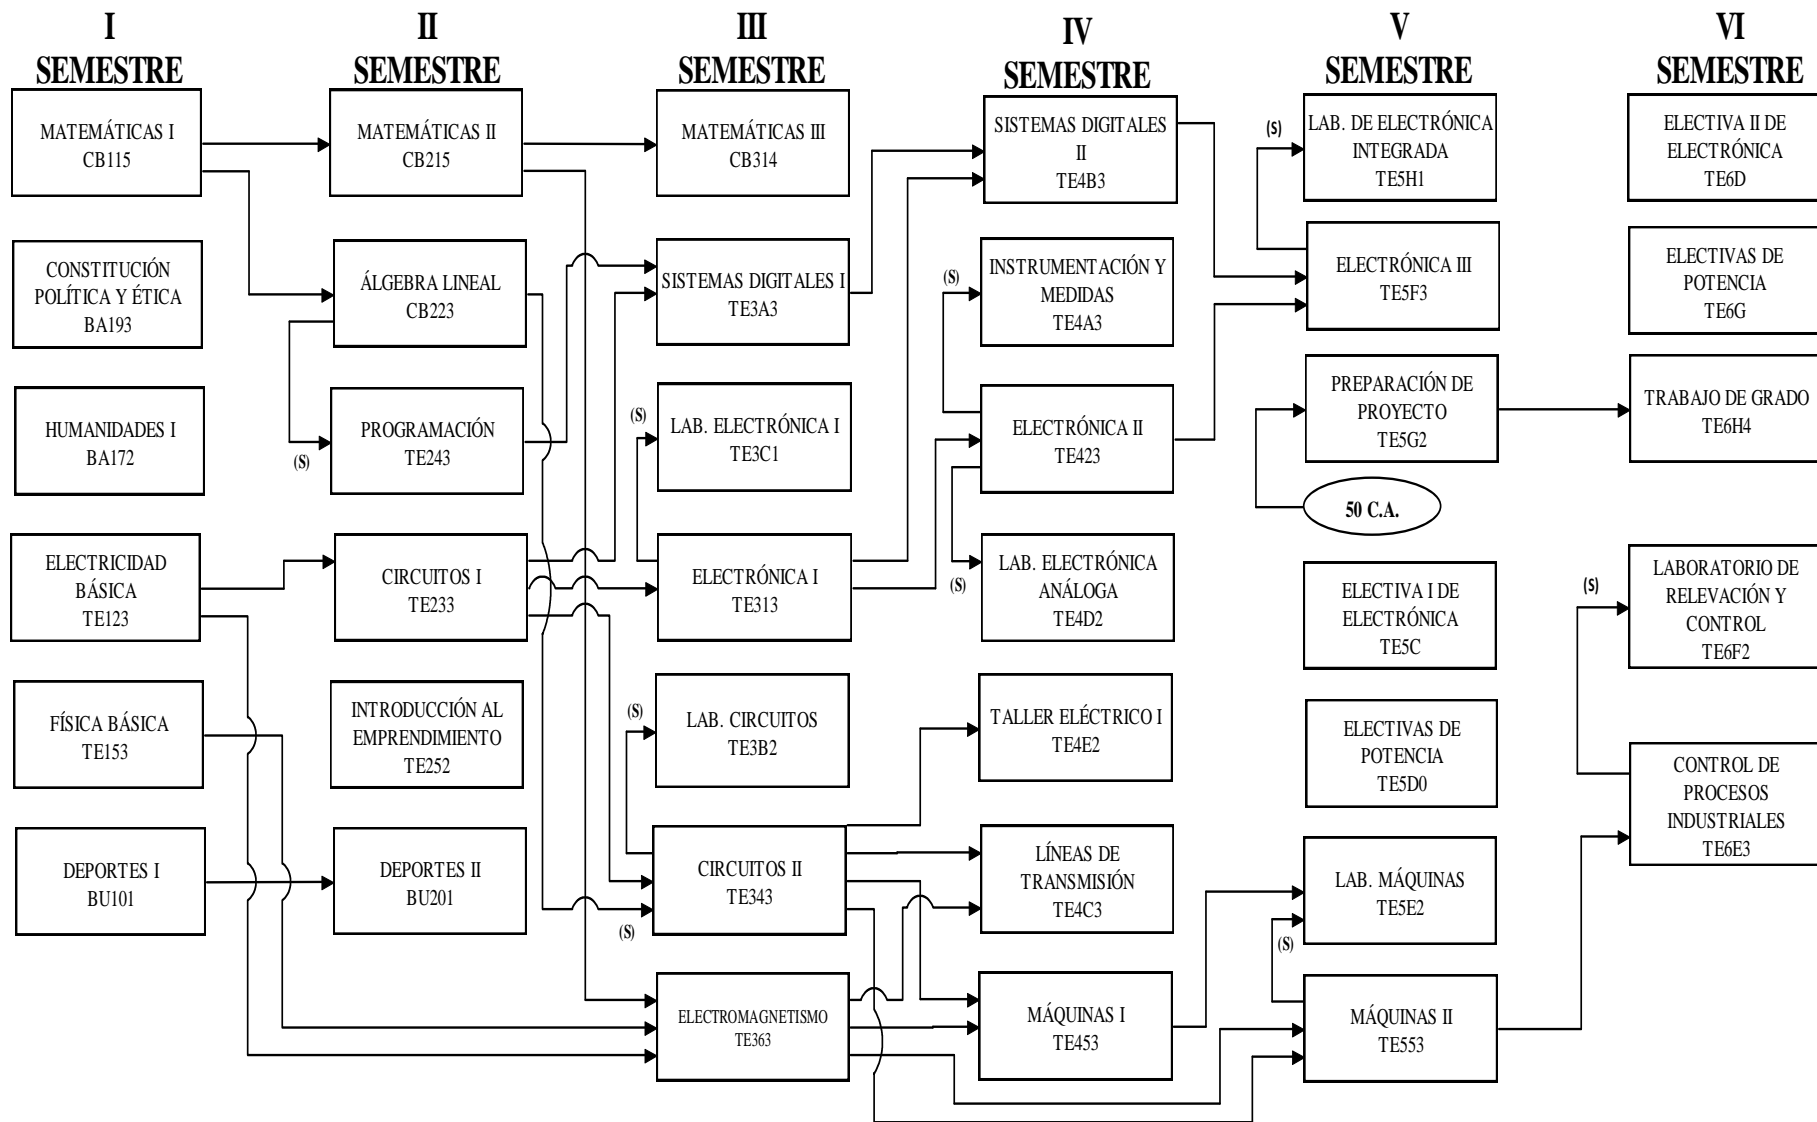 I
SEMESTRE
II
SEMESTRE
III
SEMESTRE
IV
SEMESTRE
V
SEMESTRE
VI
SEMESTRE
MATEMÁTICAS I
CB115
CONSTITUCIÓN
POLÍTICA Y ÉTICA
BA193
HUMANIDADES I
BA172
ELECTRICIDAD
BÁSICA
TE123
FÍSICA BÁSICA
TE153
DEPORTES I
BU101
MATEMÁTICAS II
CB215
ÁLGEBRA LINEAL
CB223
(S)
PROGRAMACIÓN
TE243
CIRCUITOS I
TE233
INTRODUCCIÓN AL
EMPRENDIMIENTO
TE252
DEPORTES II
BU201
MATEMÁTICAS III
CB314
SISTEMAS DIGITALES I
TE3A3
(S)
LAB. ELECTRÓNICA I
TE3C1
ELECTRÓNICA I
TE313
(S)
LAB. CIRCUITOS
TE3B2
CIRCUITOS II
TE343
(S)
ELECTROMAGNETISMO
TE363
SISTEMAS DIGITALES
II
TE4B3
(S)
INSTRUMENTACIÓN Y
MEDIDAS
TE4A3
ELECTRÓNICA II
TE423
(S)
LAB. ELECTRÓNICA
ANÁLOGA
TE4D2
TALLER ELÉCTRICO I
TE4E2
LÍNEAS DE
TRANSMISIÓN
TE4C3
MÁQUINAS I
TE453
(S)
LAB. DE ELECTRÓNICA
INTEGRADA
TE5H1
ELECTRÓNICA III
TE5F3
PREPARACIÓN DE
PROYECTO
TE5G2
50 C.A.
ELECTIVA I DE
ELECTRÓNICA
TE5C
ELECTIVAS DE
POTENCIA
TE5D0
LAB. MÁQUINAS
TE5E2
(S)
MÁQUINAS II
TE553
ELECTIVA II DE
ELECTRÓNICA
TE6D
ELECTIVAS DE
POTENCIA
TE6G
TRABAJO DE GRADO
TE6H4
(S)
LABORATORIO DE
RELEVACIÓN Y
CONTROL
TE6F2
CONTROL DE
PROCESOS
INDUSTRIALES
TE6E3